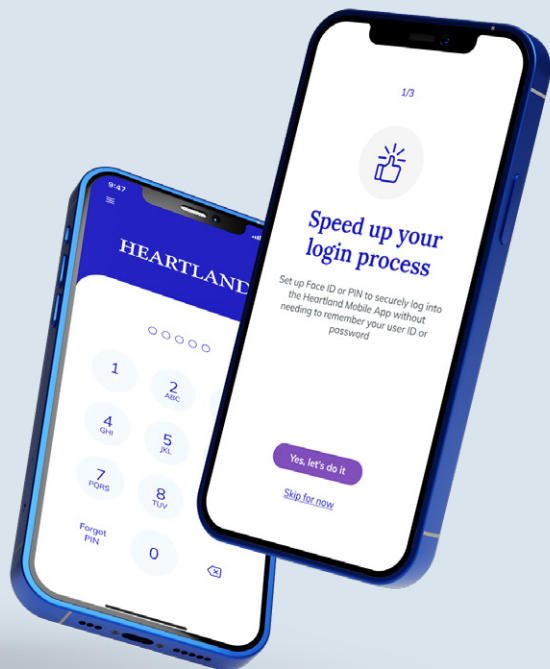 9:47
HEARTLAND
1
2
ABC
4
GHI
5
JKL
7
PQRS
8
TUV
Forgot
PIN
0
1/3
Speed up your
login process
Set up Face ID or PIN to securely log into
the Heartland Mobile App without
needing to remember your user ID or
password
Yes, let's do it
Skip for now